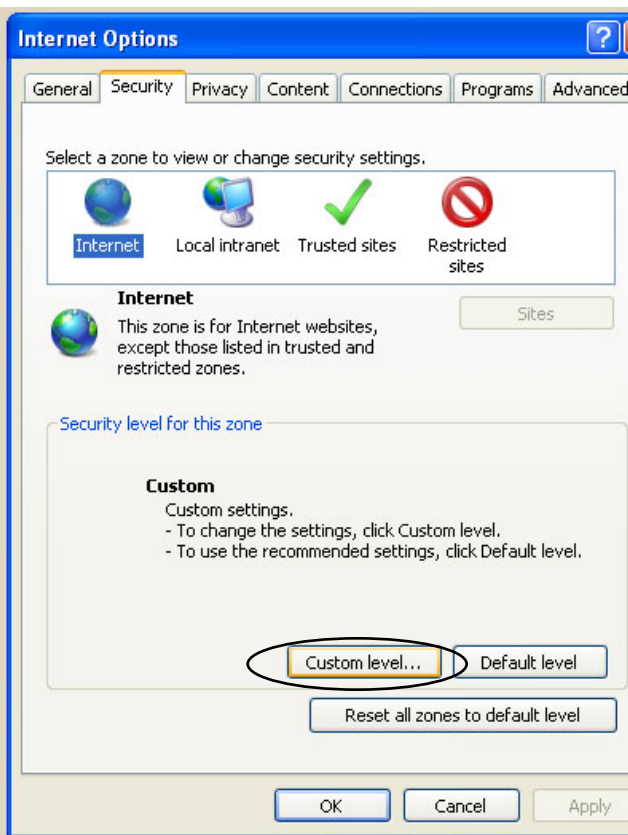 Internet Options
?
General Security Privacy Content Connections Programs Advanced
Select a zone to view or change security settings.
Internet Local intranet Trusted sites Restricted
sites
Internet
Sites
This zone is for Internet websites,
except those listed in trusted and
restricted zones.
Security level for this zone
Custom
Custom settings.
- To change the settings, click Custom level.
- To use the recommended settings, click Default level.
Custom level... Default level
Reset all zones to default level
OK Cancel Apply